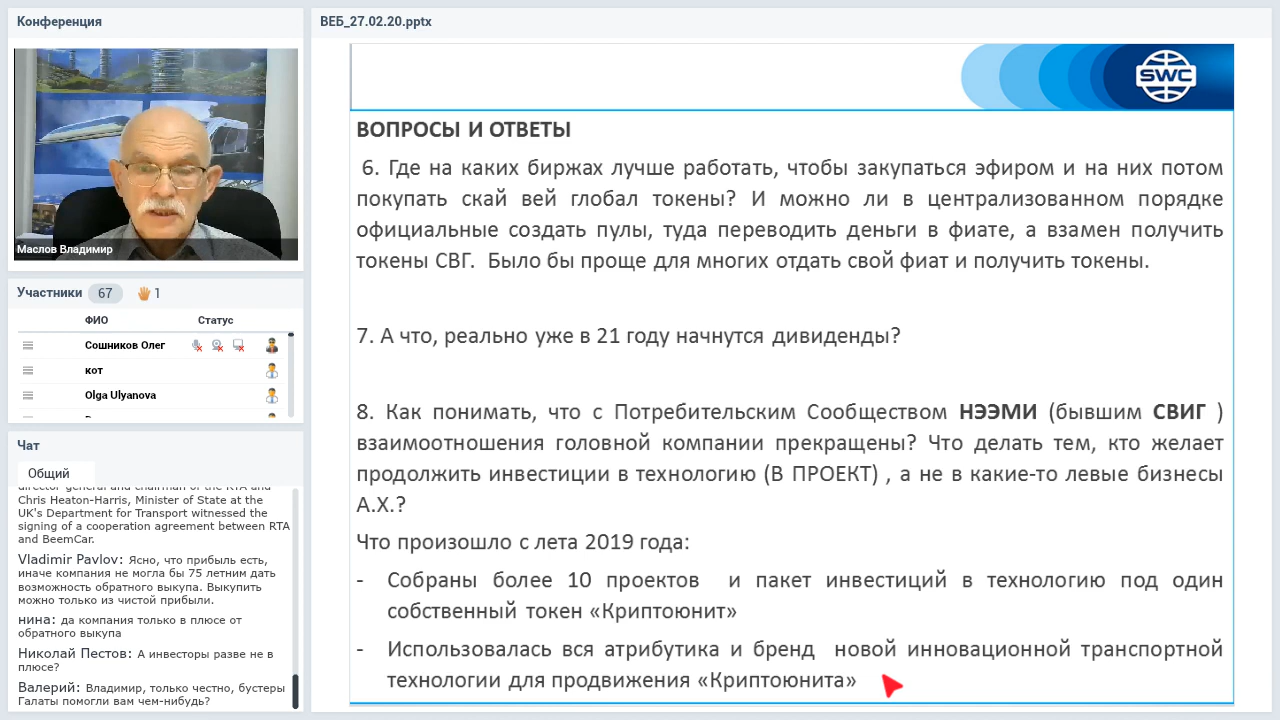 Конференция
Маслов Владимир
Участники 67 1
ФИО Статус
Сошников Олег
кот
Olga Ulyanova
Чат
Общий
director general and chairman of the RTA and
Chris Heaton-Harris, Minister of State at the
UK's Department for Transport witnessed the
signing of a cooperation agreement between RTA
and BeemCar.
Vladimir Pavlov: Ясно, что прибыль есть,
иначе компания не могла бы 75 летним дать
возможность обратного выкупа. Выкупить
можно только из чистой прибыли.
нина: да компания только в плюсе от
обратного выкупа
Николай Пестов: А инвесторы разве не в
плюсе?
Валерий: Владимир, только честно, бустеры
Галаты помогли вам чем-нибудь?
ВЕБ_27.02.20.pptx
SWC
ВОПРОСЫ И ОТВЕТЫ
6. Где на каких биржах лучше работать, чтобы закупаться эфиром и на них потом
покупать скай вей глобал токены? И можно ли в централизованном порядке
официальные создать пулы, туда переводить деньги в фиате, а взамен получить
токены СВГ. Было бы проще для многих отдать свой фиат и получить токены.
7. А что, реально уже в 21 году начнутся дивиденды?
8. Как понимать, что с Потребительским Сообществом НЭЭМИ (бывшим СВИГ )
взаимоотношения головной компании прекращены? Что делать тем, кто желает
продолжить инвестиции в технологию (В ПРОЕКТ) , а не в какие-то левые бизнесы
А.Х.?
Что произошло с лета 2019 года:
- Собраны более 10 проектов и пакет инвестиций в технологию под один
собственный токен «Криптоюнит»
- Использовалась вся атрибутика и бренд новой инновационной транспортной
технологии для продвижения «Криптоюнита»